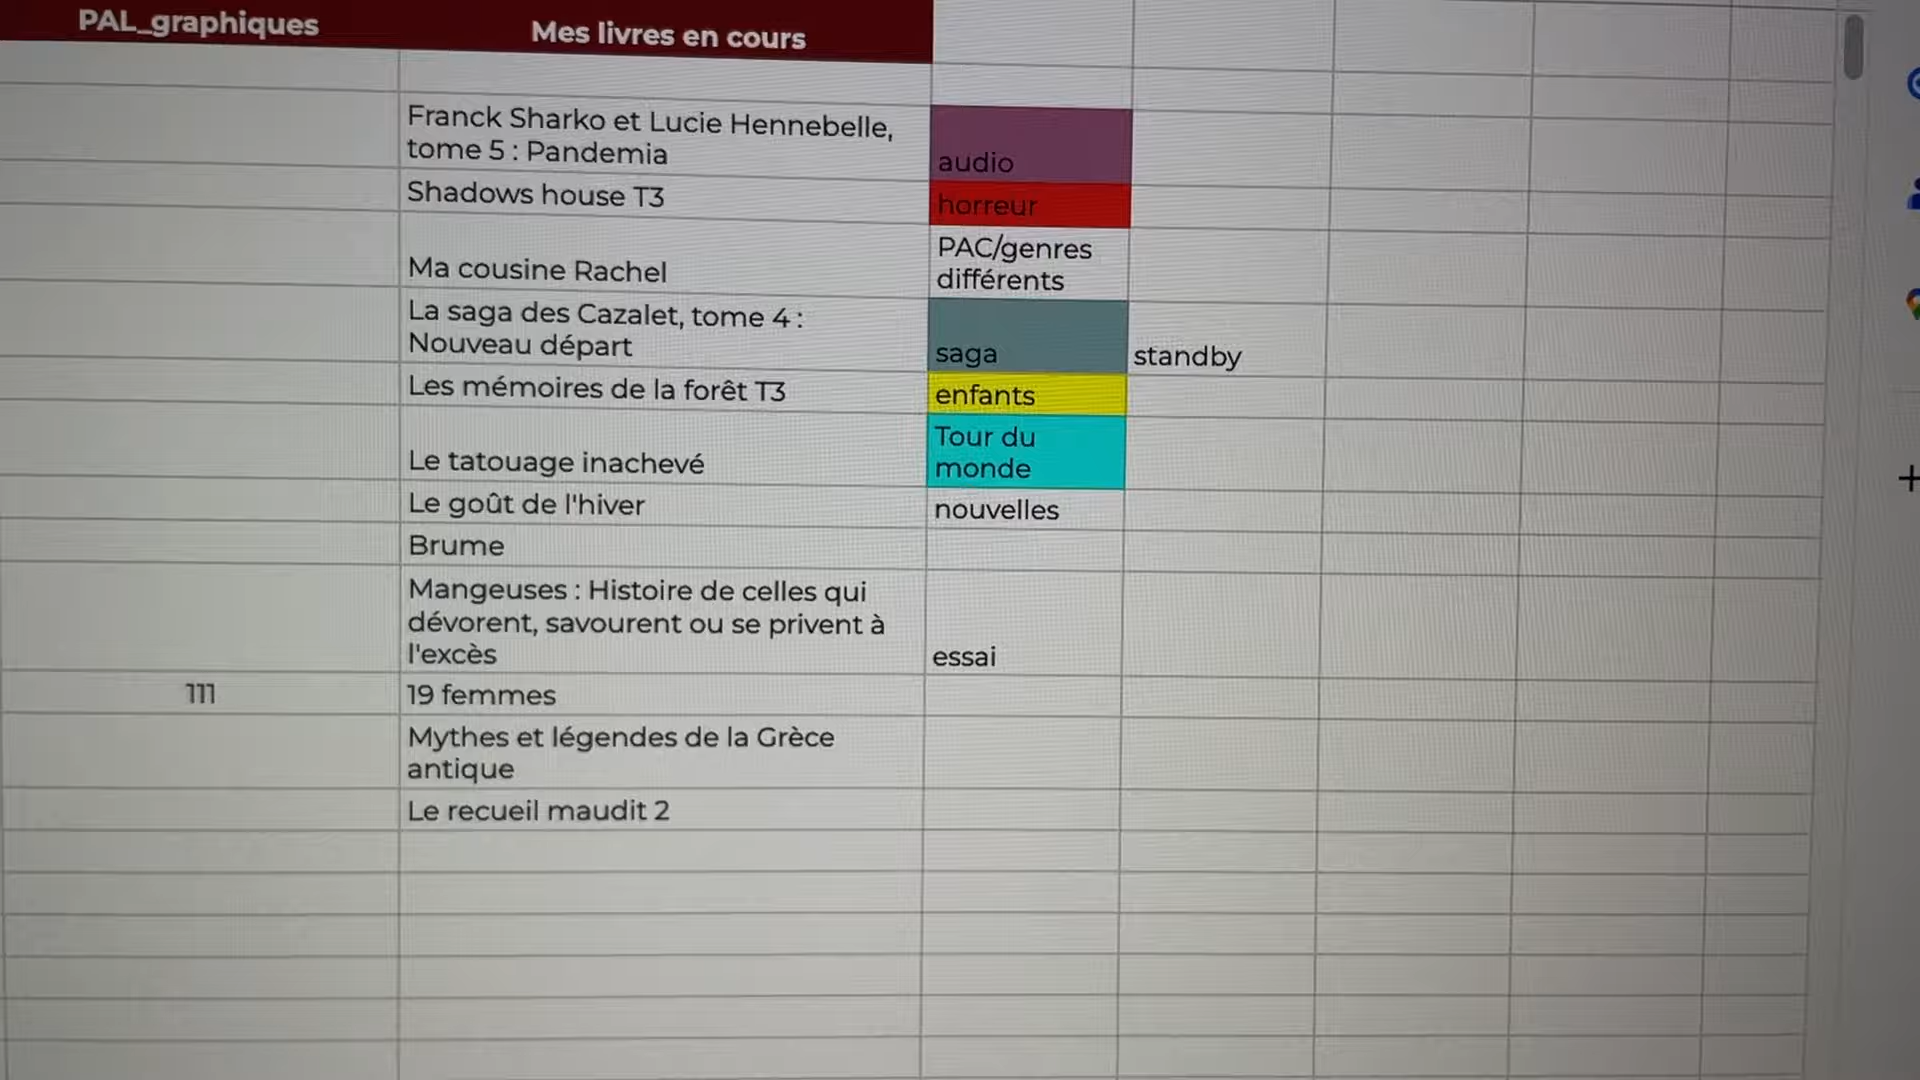 PAL_graphiques
Mes livres en cours
Franck Sharko et Lucie Hennebelle,
tome 5 : Pandemia
audio
Shadows house T3
horreur
Ma cousine Rachel
PAC/genres
différents
La saga des Cazalet, tome 4 :
Nouveau départ
saga
standby
Les mémoires de la forêt T3
enfants
Le tatouage inachevé
Tour du
monde
Le goût de l'hiver
nouvelles
Brume
Mangeuses : Histoire de celles qui
dévorent, savourent ou se privent à
l'excès
essai
111
19 femmes
Mythes et légendes de la Grèce
antique
Le recueil maudit 2